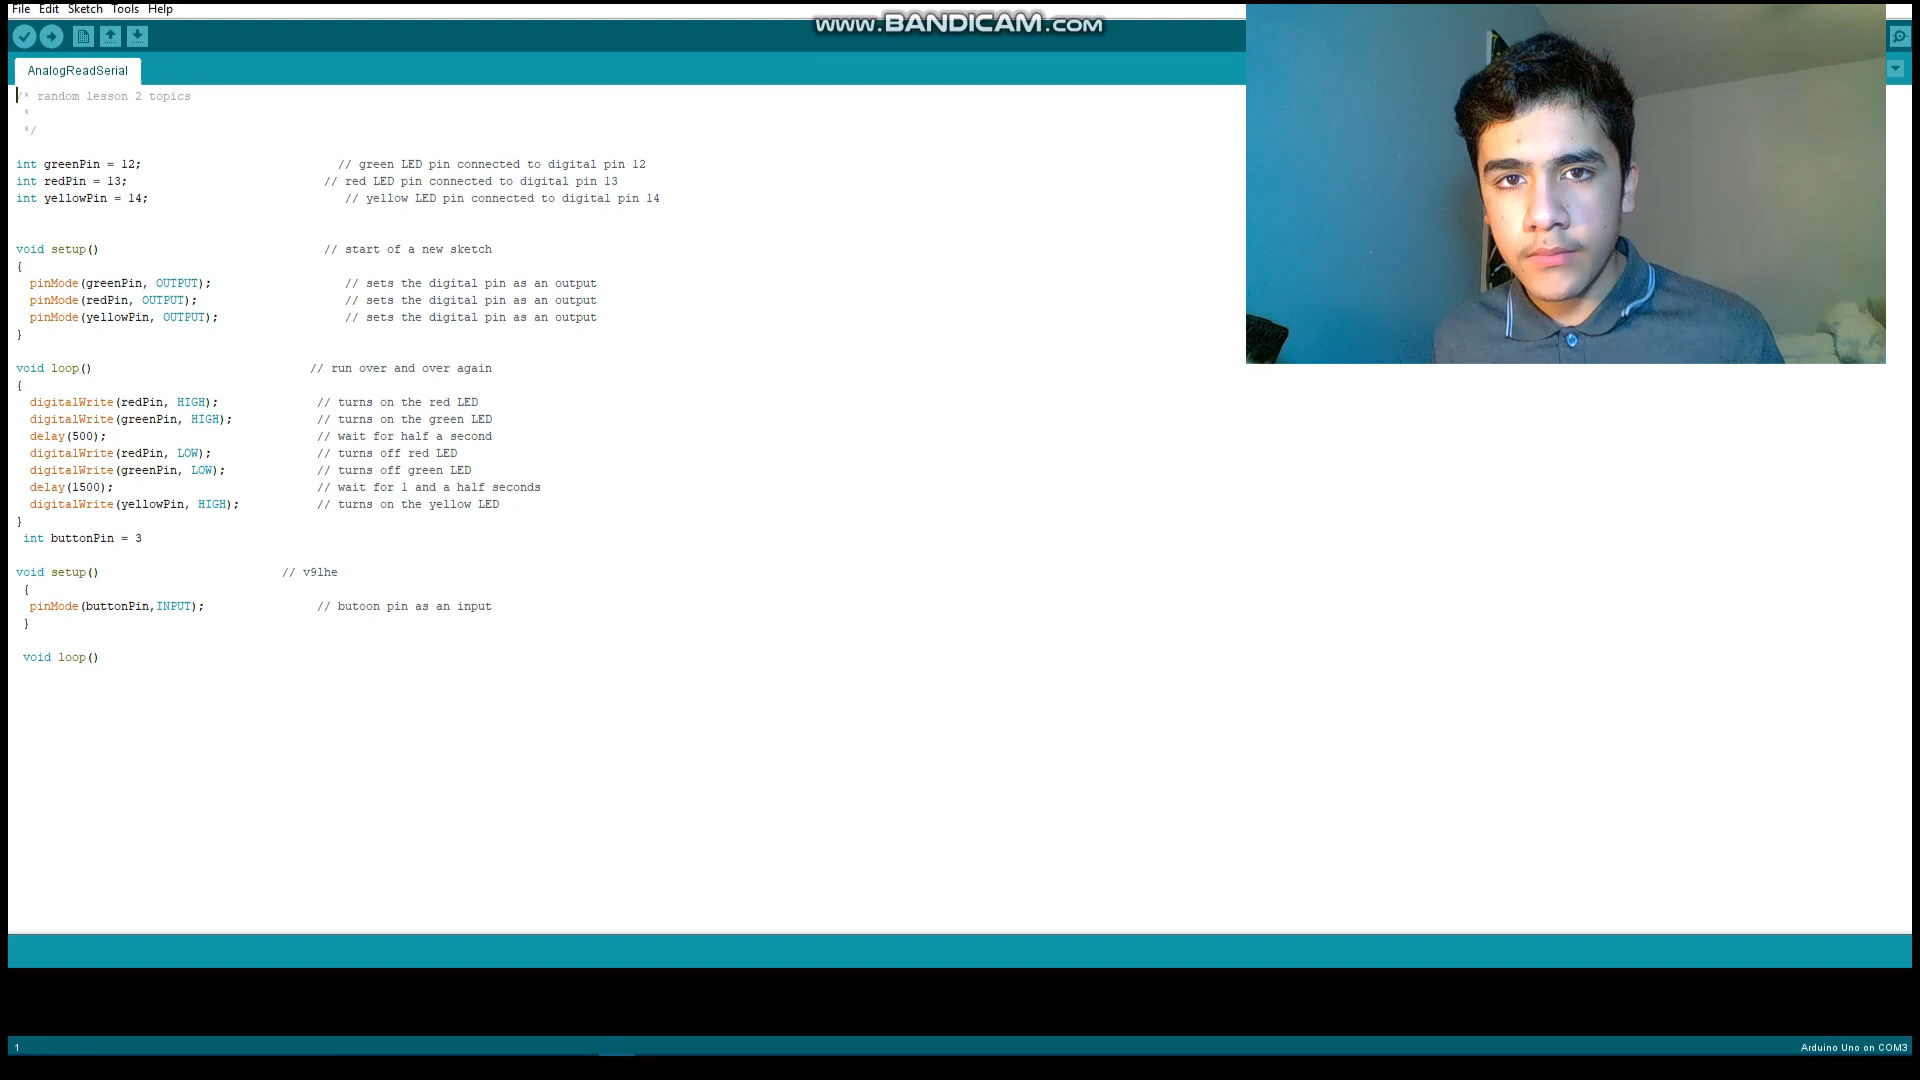 File Edit Sketch Tools Help
www.BANDICAM.com
AnalogReadSerial
/* random lesson 2 topics
*
*/
int greenPin = 12; // green LED pin connected to digital pin 12
int redPin = 13; // red LED pin connected to digital pin 13
int yellowPin = 14; // yellow LED pin connected to digital pin 14
void setup() // start of a new sketch
{
pinMode(greenPin, OUTPUT); // sets the digital pin as an output
pinMode(redPin, OUTPUT); // sets the digital pin as an output
pinMode(yellowPin, OUTPUT); // sets the digital pin as an output
}
void loop() // run over and over again
{
digitalWrite(redPin, HIGH); // turns on the red LED
digitalWrite(greenPin, HIGH); // turns on the green LED
delay(500); // wait for half a second
digitalWrite(redPin, LOW); // turns off red LED
digitalWrite(greenPin, LOW); // turns off green LED
delay(1500); // wait for 1 and a half seconds
digitalWrite(yellowPin, HIGH); // turns on the yellow LED
}
int buttonPin = 3
void setup() // v9lhe
{
pinMode(buttonPin,INPUT); // butoon pin as an input
}
void loop()
1
Arduino Uno on COM3